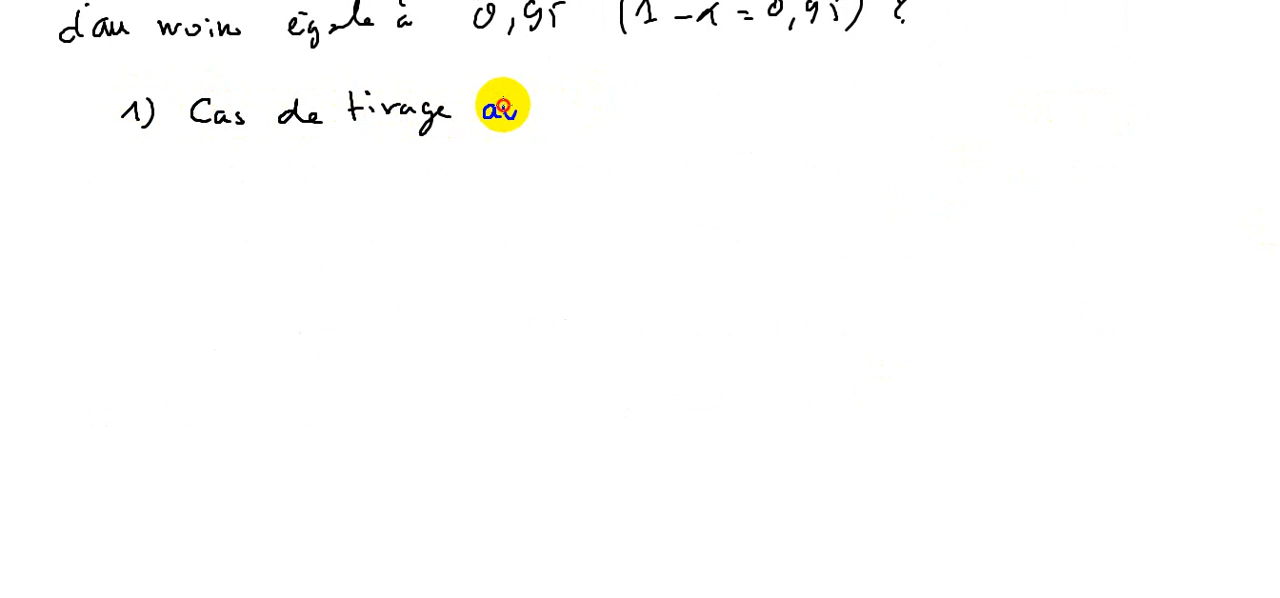 d'au moins égale à 0,95 (1-α = 0,95) ?
1) Cas de tirage av